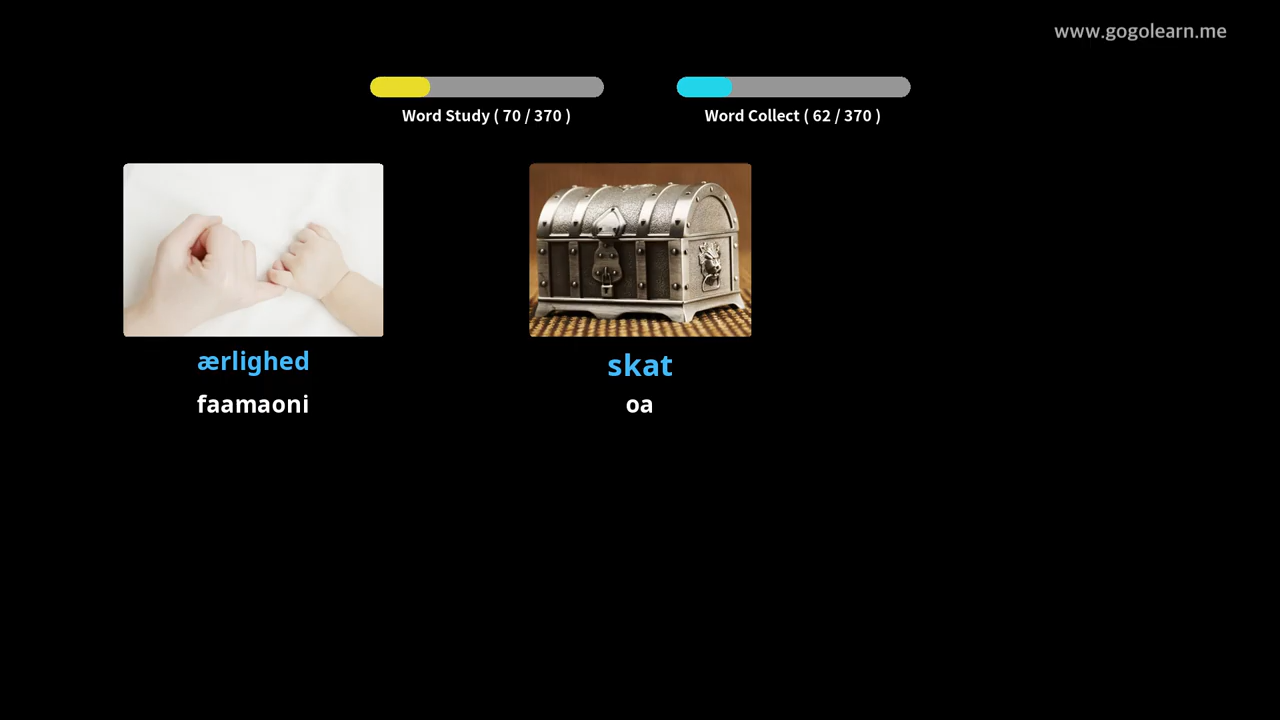 www.gogolearn.me
Word Study ( 70 / 370 )
Word Collect ( 62 / 370 )
ærlighed
faamaoni
skat
oa